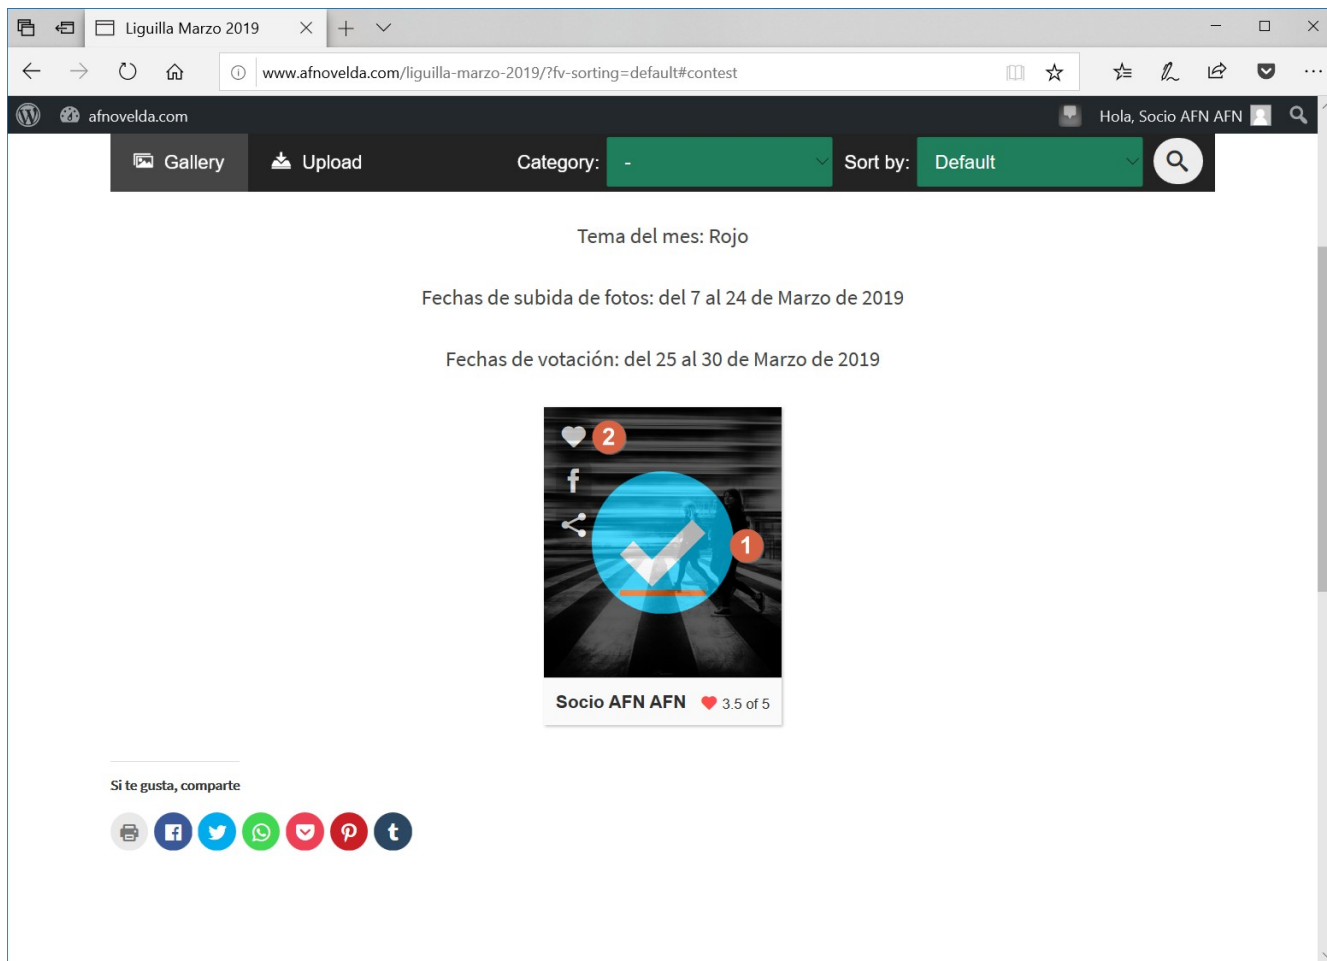 Liguilla Marzo 2019
www.afnovelda.com/liguilla-marzo-2019/?fv-sorting=default#contest
afnovelda.com
Hola, Socio AFN AFN
Gallery
Upload
Category:
-
Sort by:
Default
Tema del mes: Rojo
Fechas de subida de fotos: del 7 al 24 de Marzo de 2019
Fechas de votación: del 25 al 30 de Marzo de 2019
2
1
Socio AFN AFN
3.5 of 5
Si te gusta, comparte